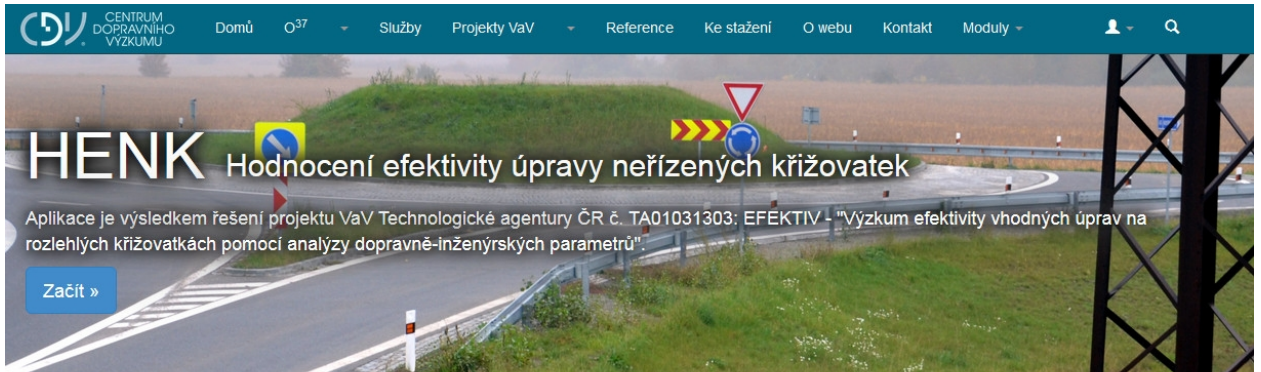 CENTRUM
DOPRAVNÍHO
VÝZKUMU
Domů O37 Služby Projekty VaV Reference Ke stažení O webu Kontakt Moduly
HENK Hodnocení efektivity úpravy neřízených křižovatek
Aplikace je výsledkem řešení projektu VaV Technologické agentury ČR č. TA01031303: EFEKTIV - "Výzkum efektivity vhodných úprav na
rozlehlých křižovatkách pomocí analýzy dopravně-inženýrských parametrů".
Začít »